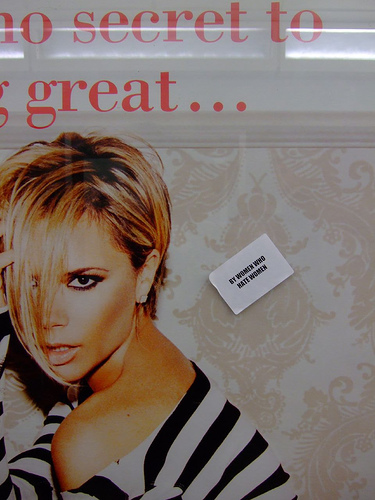 no secret to
g great...
BY WOMEN WHO
HATE WOMEN